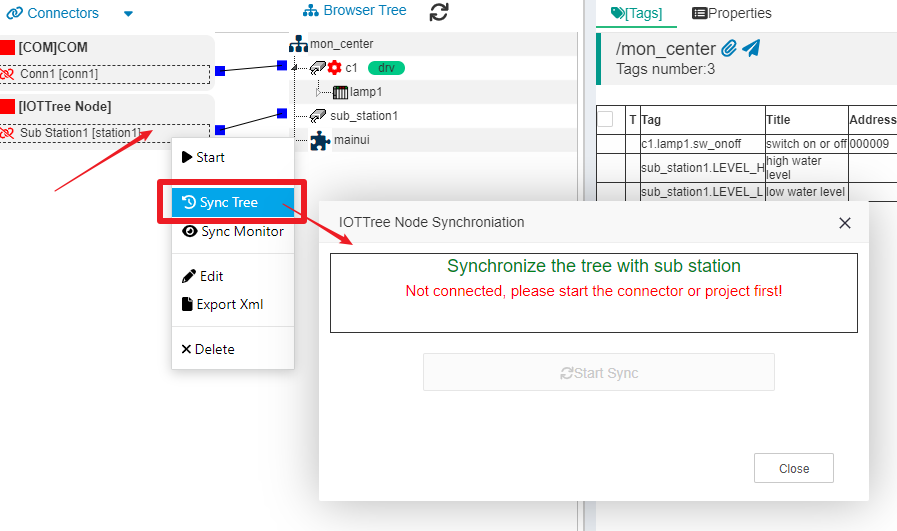 Connectors
Browser Tree
[Tags]
Properties
[COM]COM
Conn1 [conn1]
[IOTTree Node]
Sub Station1 [station1]
mon_center
c1
drv
lamp1
sub_station1
mainui
/mon_center
Tags number:3
T
Tag
Title
Address
c1.lamp1.sw_onoff
switch on or off
000009
sub_station1.LEVEL_H
high water
level
sub_station1.LEVEL_L
low water level
Start
Sync Tree
Sync Monitor
Edit
Export Xml
Delete
IOTTree Node Synchroniation
Synchronize the tree with sub station
Not connected, please start the connector or project first!
Start Sync
Close